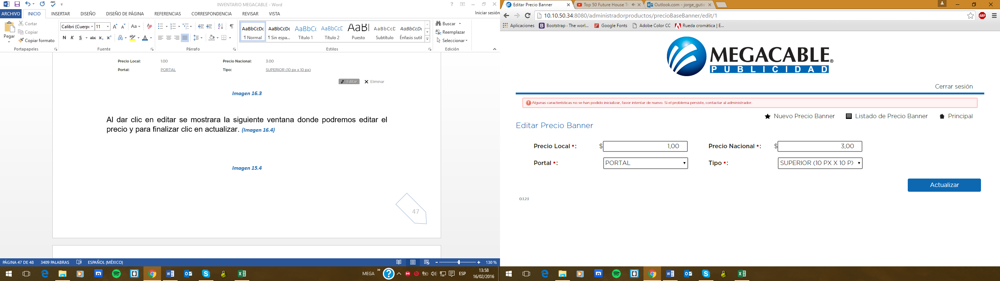 INVENTARIO MEGACABLE - Word
ARCHIVO INICIO INSERTAR DISEÑO DISEÑO DE PÁGINA REFERENCIAS CORRESPONDENCIA REVISAR VISTA Iniciar sesión
Pegar
Cortar
Copiar
Copiar formato
Portapapeles
Calibri (Cuerpo 11
N K S abc x₂ x²
Fuente
Párrafo
AaBbCcDc AaBbCcDc AaBbCc AaBbCcD AaBl AaBbCcD AaBbCcDc
¶ Normal ¶ Sin espa... Título 1 Título 2 Puesto Subtítulo Énfasis sutil
Estilos
Buscar
Reemplazar
Seleccionar
Edición
Precio Local: 1.00 Precio Nacional: 3.00
Portal: PORTAL Tipo: SUPERIOR (10 px x 10 px)
Editar Eliminar
Imagen 16.3
Al dar clic en editar se mostrara la siguiente ventana donde podremos editar el
precio y para finalizar clic en actualizar. (Imagen 16.4)
Imagen 15.4
47
PÁGINA 47 DE 48 3409 PALABRAS ESPAÑOL (MÉXICO) 130 %
MEGA ESP 13:58
16/02/2016
Editar Precio Banner Top 50 Future House Tr Outlook.com - jorge_gutie
10.10.50.34:8080/administradorproductos/precioBaseBanner/edit/1
ABP
Aplicaciones Bootstrap · The worl... Google Fonts Adobe Color CC Rueda cromática | E...
MEGACABLE®
PUBLICIDAD
Cerrar sesión
Algunas características no se han podido inicializar, favor intentar de nuevo. Si el problema persiste, contactar al administrador.
Nuevo Precio Banner Listado de Precio Banner Principal
Editar Precio Banner
Precio Local *: $ 1,00 Precio Nacional *: $ 3,00
Portal *: PORTAL Tipo *: SUPERIOR (10 PX X 10 PX
Actualizar
0.1.23